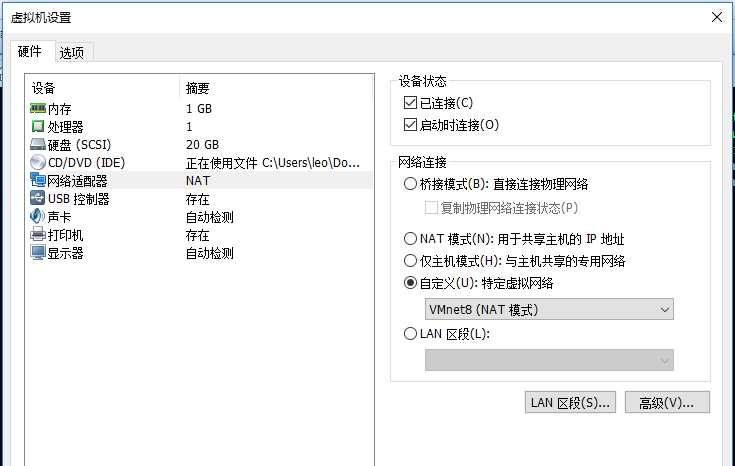 虚拟机设置
硬件 选项
设备 摘要
内存 1 GB
处理器 1
硬盘 (SCSI) 20 GB
CD/DVD (IDE) 正在使用文件 C:\Users\leo\Do...
网络适配器 NAT
USB 控制器 存在
声卡 自动检测
打印机 存在
显示器 自动检测
设备状态
已连接(C)
启动时连接(O)
网络连接
桥接模式(B): 直接连接物理网络
复制物理网络连接状态(P)
NAT 模式(N): 用于共享主机的 IP 地址
仅主机模式(H): 与主机共享的专用网络
自定义(U): 特定虚拟网络
VMnet8 (NAT 模式)
LAN 区段(L):
LAN 区段(S)... 高级(V)...